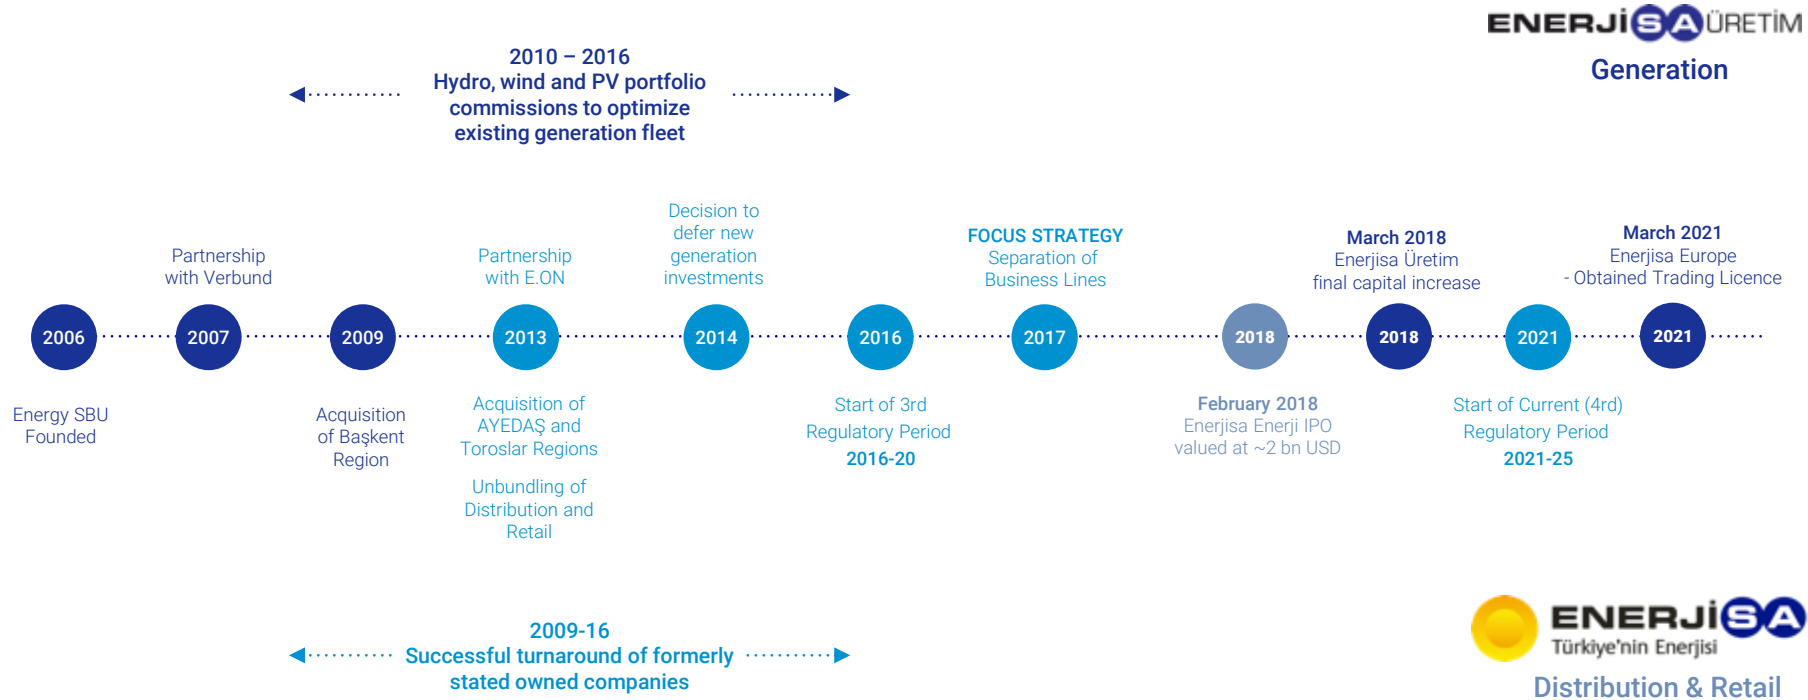 ENERJİSA ÜRETİM
Generation
2010 – 2016
Hydro, wind and PV portfolio
commissions to optimize
existing generation fleet
Partnership
with Verbund
Partnership
with E.ON
Decision to
defer new
generation
investments
FOCUS STRATEGY
Separation of
Business Lines
March 2018
Enerjisa Üretim
final capital increase
March 2021
Enerjisa Europe
- Obtained Trading Licence
2006
2007
2009
2013
2014
2016
2017
2018
2018
2021
2021
Energy SBU
Founded
Acquisition
of Başkent
Region
Acquisition of
AYEDAŞ and
Toroslar Regions
Unbundling of
Distribution and
Retail
Start of 3rd
Regulatory Period
2016-20
February 2018
Enerjisa Enerji IPO
valued at ~2 bn USD
Start of Current (4rd)
Regulatory Period
2021-25
2009-16
Successful turnaround of formerly
stated owned companies
ENERJİSA
Türkiye'nin Enerjisi
Distribution & Retail